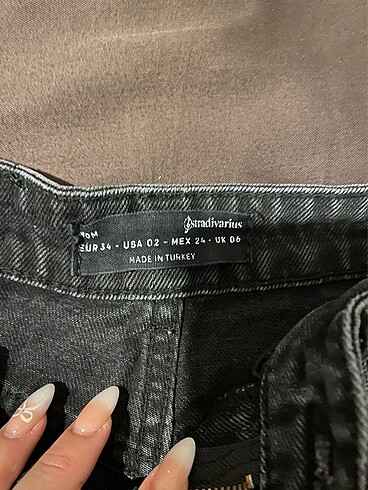 stradivarius
EUR 34 - USA 02 - MEX 24 - UK 06
MADE IN TURKEY